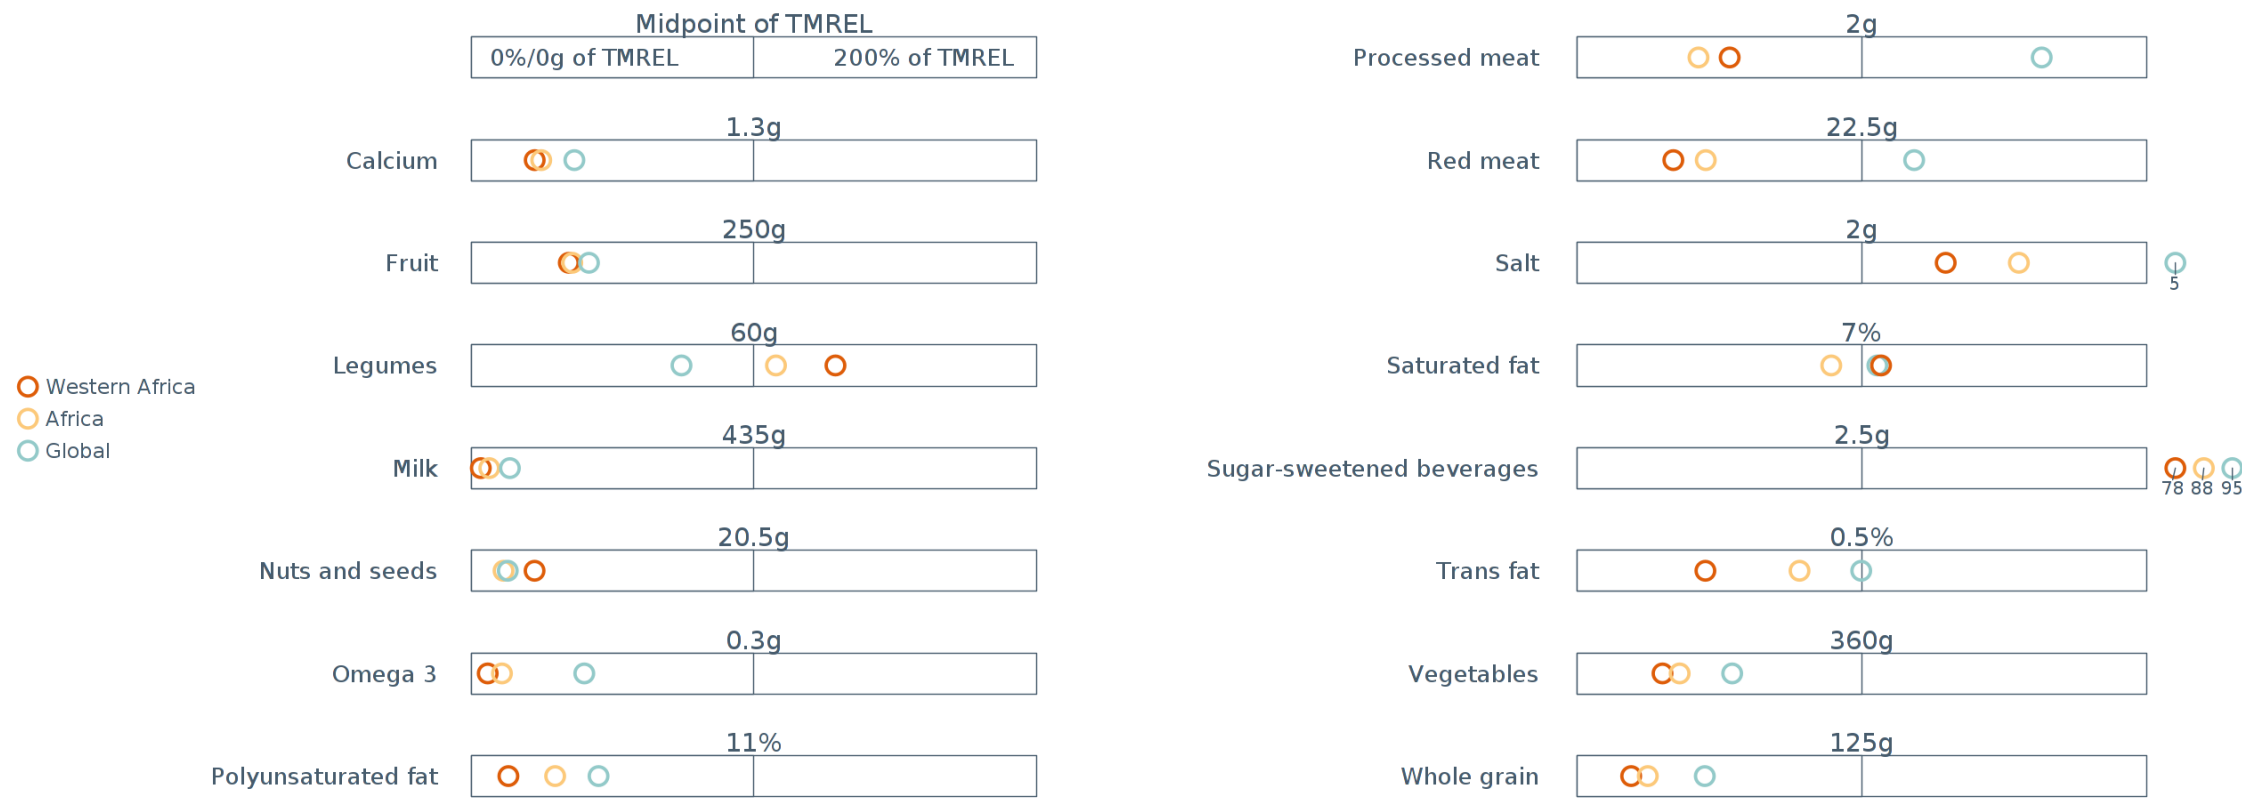 Midpoint of TMREL
0%/0g of TMREL 200% of TMREL
Calcium 1.3g
Fruit 250g
Legumes 60g
Milk 435g
Nuts and seeds 20.5g
Omega 3 0.3g
Polyunsaturated fat 11%
Western Africa
Africa
Global
Processed meat 2g
Red meat 22.5g
Salt 2g
5
Saturated fat 7%
Sugar-sweetened beverages 2.5g
78 88 95
Trans fat 0.5%
Vegetables 360g
Whole grain 125g